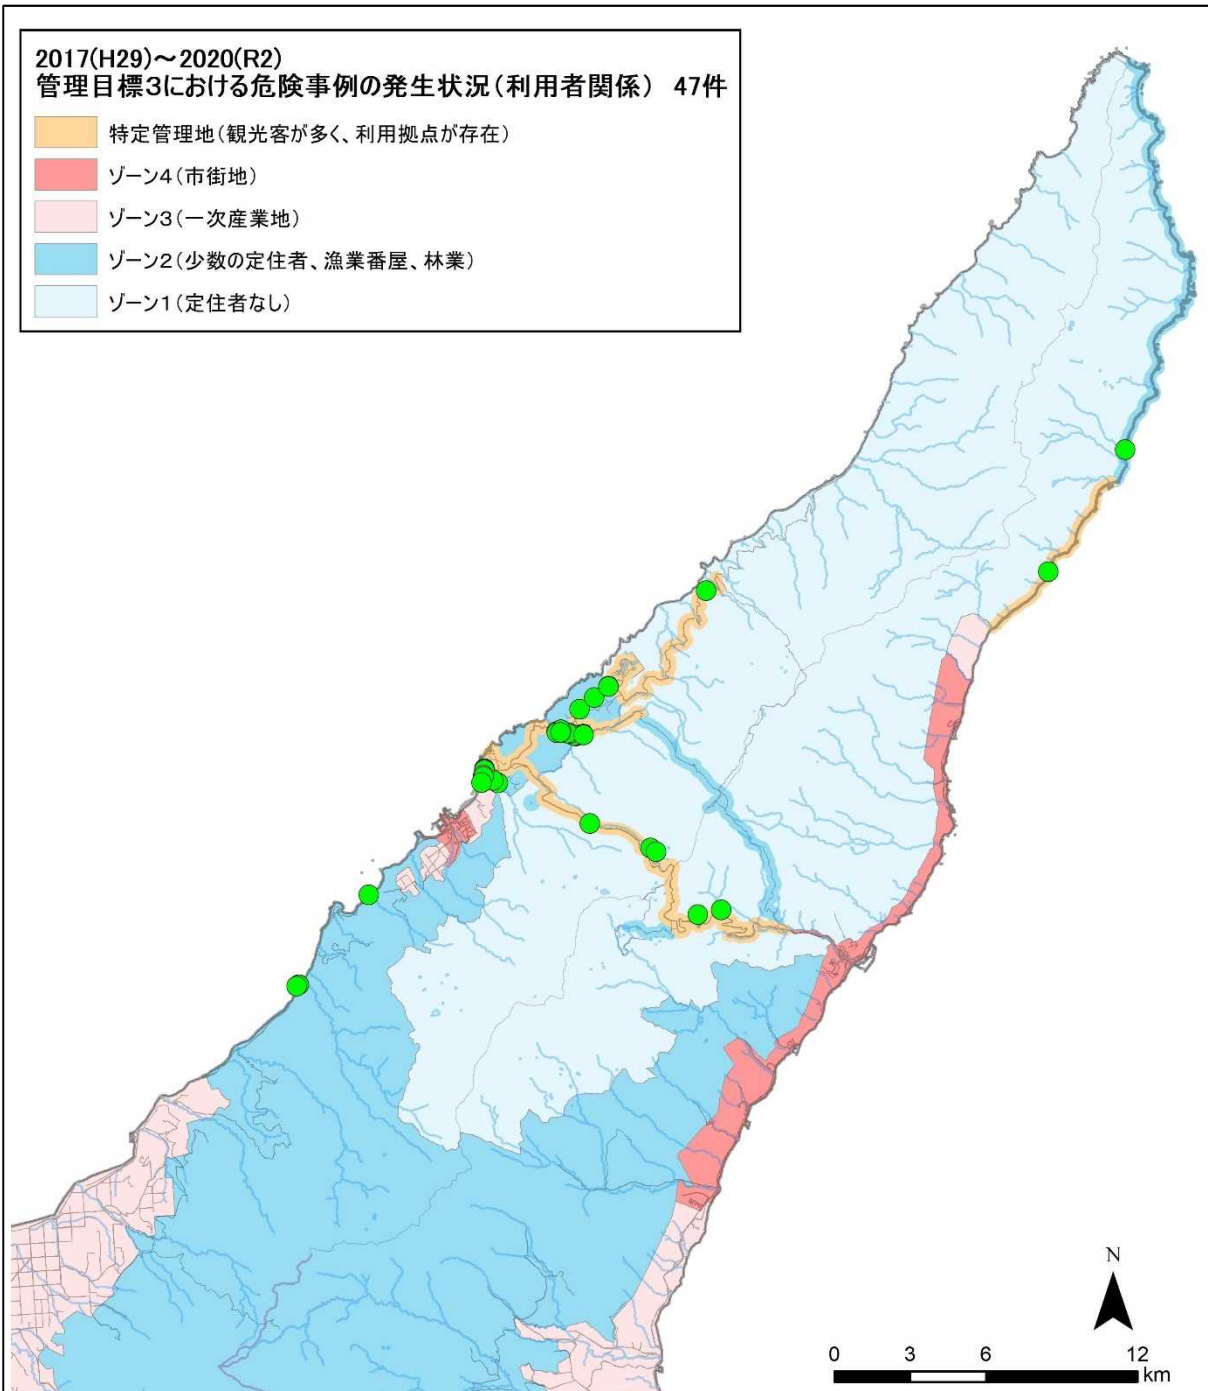 2017(H29)～2020(R2)
管理目標3における危険事例の発生状況(利用者関係) 47件
特定管理地(観光客が多く、利用拠点が存在)
ゾーン4(市街地)
ゾーン3(一次産業地)
ゾーン2(少数の定住者、漁業番屋、林業)
ゾーン1(定住者なし)
N
0 3 6 12
km